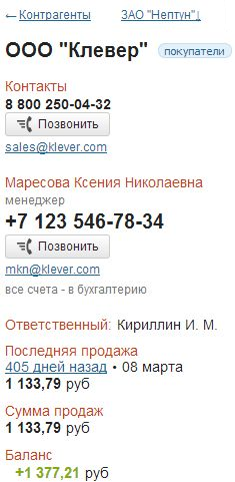 ← Контрагенты ЗАО "Нептун"↓
ООО "Клевер" покупатели
Контакты
8 800 250-04-32
Позвонить
sales@klever.com
Маресова Ксения Николаевна
менеджер
+7 123 546-78-34
Позвонить
mkn@klever.com
все счета - в бухгалтерию
Ответственный: Кириллин И. М.
Последняя продажа
405 дней назад • 08 марта
1 133,79 руб
Сумма продаж
1 133,79 руб
Баланс
+1 377,21 руб